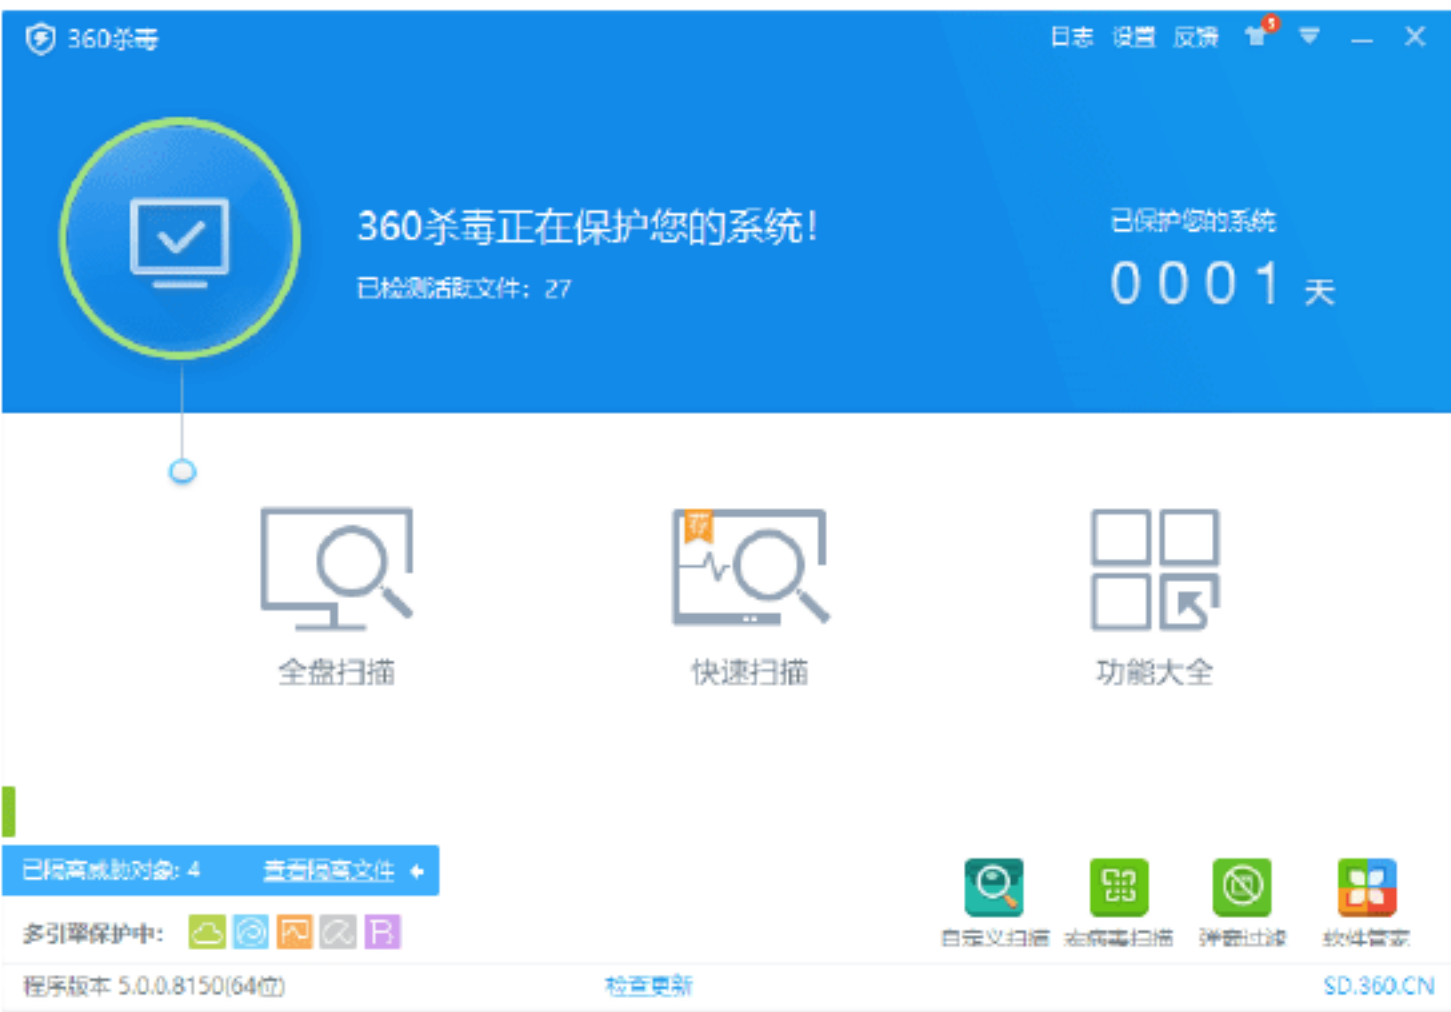 360杀毒
日志 设置 反馈 5
360杀毒正在保护您的系统!
已检测活跃文件: 27
已保护您的系统
0001 天
荐
全盘扫描 快速扫描 功能大全
已隔离威胁对象: 4 查看隔离文件
多引擎保护中:
自定义扫描 宏病毒扫描 弹窗过滤 软件管家
程序版本 5.0.0.8150(64位) 检查更新 SD.360.CN